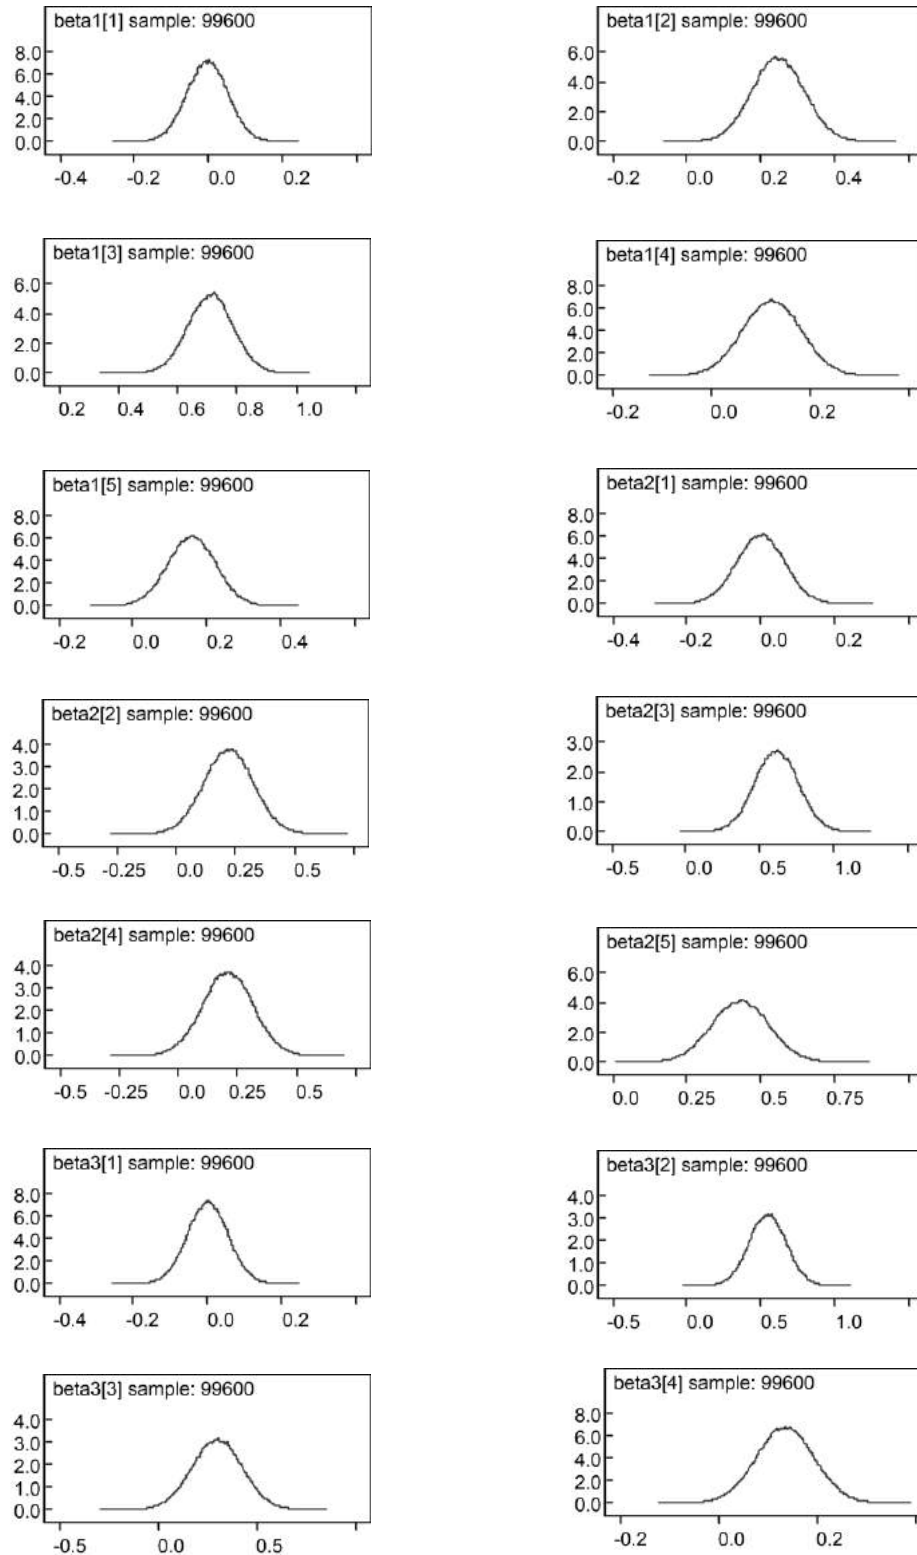 beta1[1] sample: 99600
8.0
6.0
4.0
2.0
0.0
-0.4 -0.2 0.0 0.2
beta1[2] sample: 99600
6.0
4.0
2.0
0.0
-0.2 0.0 0.2 0.4
beta1[3] sample: 99600
6.0
4.0
2.0
0.0
0.2 0.4 0.6 0.8 1.0
beta1[4] sample: 99600
8.0
6.0
4.0
2.0
0.0
-0.2 0.0 0.2
beta1[5] sample: 99600
8.0
6.0
4.0
2.0
0.0
-0.2 0.0 0.2 0.4
beta2[1] sample: 99600
8.0
6.0
4.0
2.0
0.0
-0.4 -0.2 0.0 0.2
beta2[2] sample: 99600
4.0
3.0
2.0
1.0
0.0
-0.5 -0.25 0.0 0.25 0.5
beta2[3] sample: 99600
3.0
2.0
1.0
0.0
-0.5 0.0 0.5 1.0
beta2[4] sample: 99600
4.0
3.0
2.0
1.0
0.0
-0.5 -0.25 0.0 0.25 0.5
beta2[5] sample: 99600
6.0
4.0
2.0
0.0
0.0 0.25 0.5 0.75
beta3[1] sample: 99600
8.0
6.0
4.0
2.0
0.0
-0.4 -0.2 0.0 0.2
beta3[2] sample: 99600
4.0
3.0
2.0
1.0
0.0
-0.5 0.0 0.5 1.0
beta3[3] sample: 99600
4.0
3.0
2.0
1.0
0.0
-0.5 0.0 0.5
beta3[4] sample: 99600
8.0
6.0
4.0
2.0
0.0
-0.2 0.0 0.2